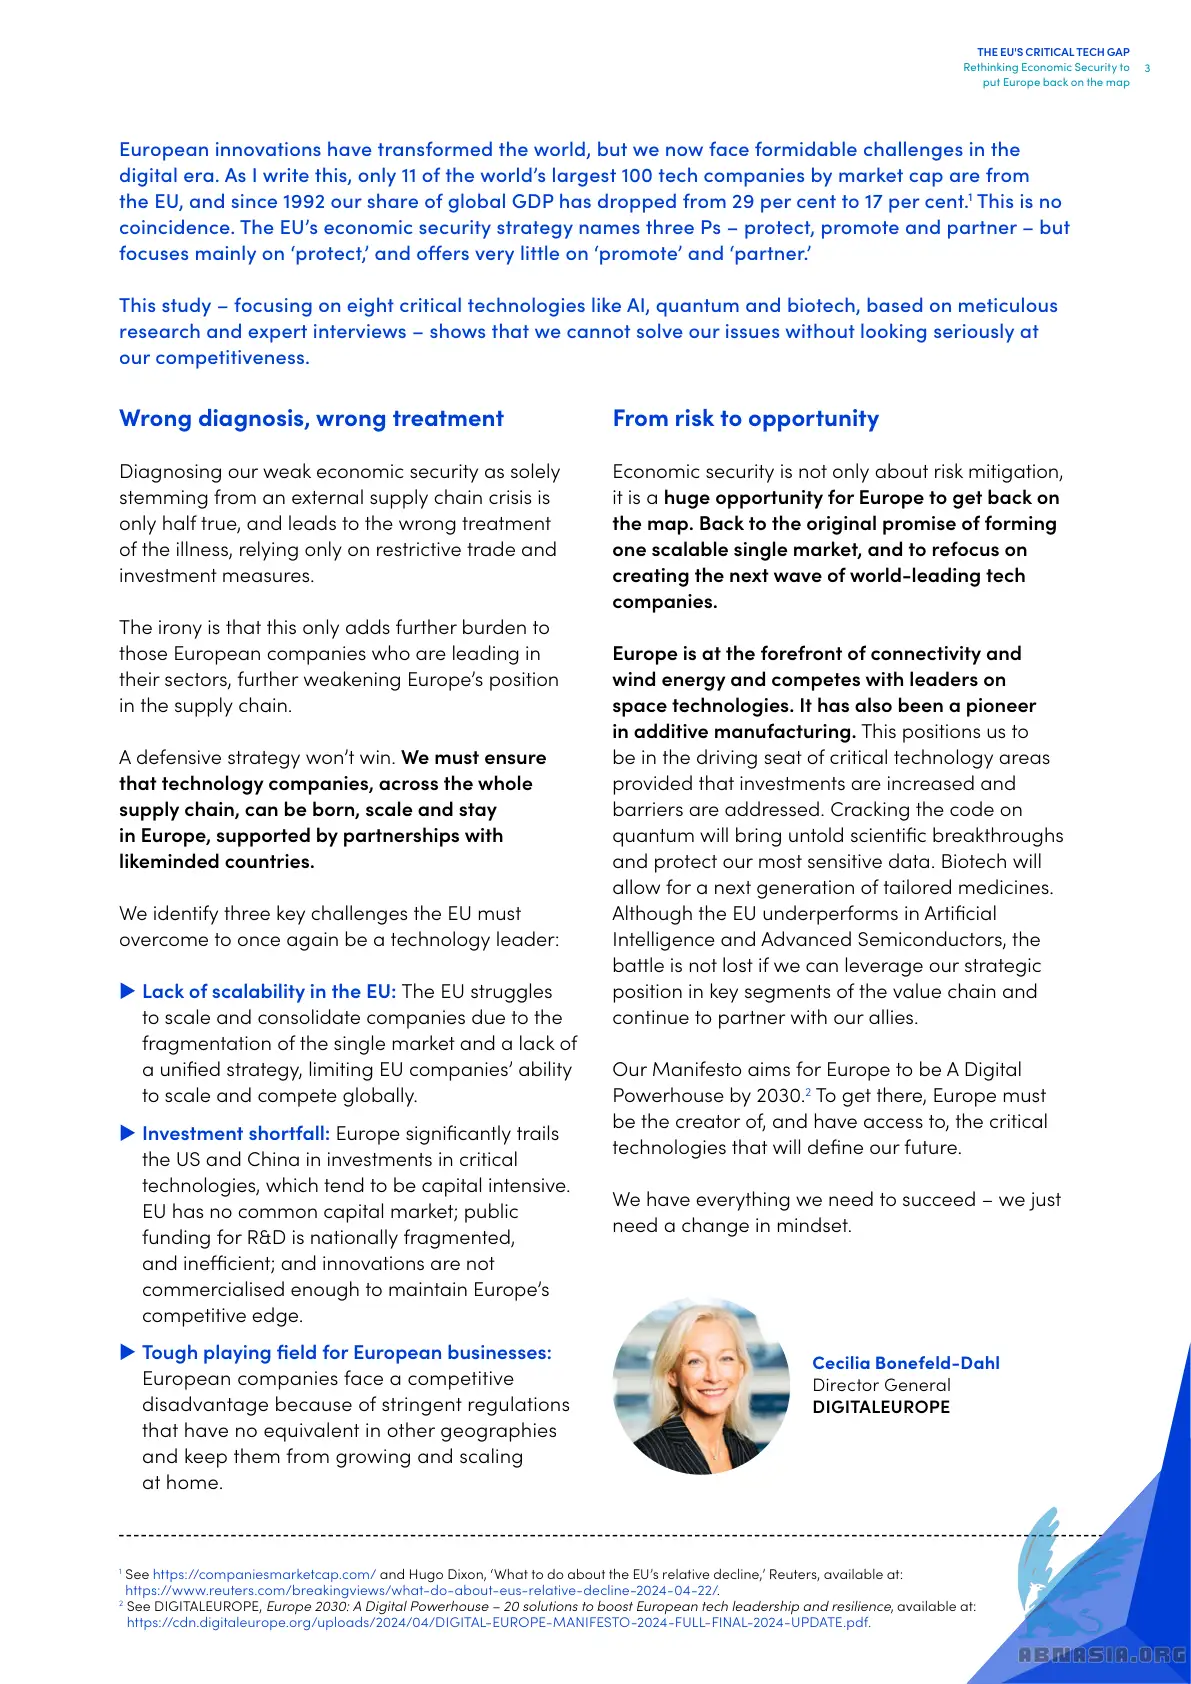 THE EU'S CRITICAL TECH GAP
Rethinking Economic Security to
put Europe back on the map
3
European innovations have transformed the world, but we now face formidable challenges in the
digital era. As I write this, only 11 of the world's largest 100 tech companies by market cap are from
the EU, and since 1992 our share of global GDP has dropped from 29 per cent to 17 per cent.¹ This is no
coincidence. The EU's economic security strategy names three Ps – protect, promote and partner – but
focuses mainly on 'protect,' and offers very little on 'promote' and 'partner.'
This study – focusing on eight critical technologies like AI, quantum and biotech, based on meticulous
research and expert interviews – shows that we cannot solve our issues without looking seriously at
our competitiveness.
Wrong diagnosis, wrong treatment
Diagnosing our weak economic security as solely
stemming from an external supply chain crisis is
only half true, and leads to the wrong treatment
of the illness, relying only on restrictive trade and
investment measures.
The irony is that this only adds further burden to
those European companies who are leading in
their sectors, further weakening Europe's position
in the supply chain.
A defensive strategy won't win. We must ensure
that technology companies, across the whole
supply chain, can be born, scale and stay
in Europe, supported by partnerships with
likeminded countries.
We identify three key challenges the EU must
overcome to once again be a technology leader:
▶ Lack of scalability in the EU: The EU struggles
to scale and consolidate companies due to the
fragmentation of the single market and a lack of
a unified strategy, limiting EU companies' ability
to scale and compete globally.
▶ Investment shortfall: Europe significantly trails
the US and China in investments in critical
technologies, which tend to be capital intensive.
EU has no common capital market; public
funding for R&D is nationally fragmented,
and inefficient; and innovations are not
commercialised enough to maintain Europe's
competitive edge.
▶ Tough playing field for European businesses:
European companies face a competitive
disadvantage because of stringent regulations
that have no equivalent in other geographies
and keep them from growing and scaling
at home.
From risk to opportunity
Economic security is not only about risk mitigation,
it is a huge opportunity for Europe to get back on
the map. Back to the original promise of forming
one scalable single market, and to refocus on
creating the next wave of world-leading tech
companies.
Europe is at the forefront of connectivity and
wind energy and competes with leaders on
space technologies. It has also been a pioneer
in additive manufacturing. This positions us to
be in the driving seat of critical technology areas
provided that investments are increased and
barriers are addressed. Cracking the code on
quantum will bring untold scientific breakthroughs
and protect our most sensitive data. Biotech will
allow for a next generation of tailored medicines.
Although the EU underperforms in Artificial
Intelligence and Advanced Semiconductors, the
battle is not lost if we can leverage our strategic
position in key segments of the value chain and
continue to partner with our allies.
Our Manifesto aims for Europe to be A Digital
Powerhouse by 2030.² To get there, Europe must
be the creator of, and have access to, the critical
technologies that will define our future.
We have everything we need to succeed – we just
need a change in mindset.
Cecilia Bonefeld-Dahl
Director General
DIGITALEUROPE
¹ See https://companiesmarketcap.com/ and Hugo Dixon, 'What to do about the EU's relative decline,' Reuters, available at:
https://www.reuters.com/breakingviews/what-do-about-eus-relative-decline-2024-04-22/.
² See DIGITALEUROPE, Europe 2030: A Digital Powerhouse – 20 solutions to boost European tech leadership and resilience, available at:
https://cdn.digitaleurope.org/uploads/2024/04/DIGITAL-EUROPE-MANIFESTO-2024-FULL-FINAL-2024-UPDATE.pdf.
ABNASIA.ORG